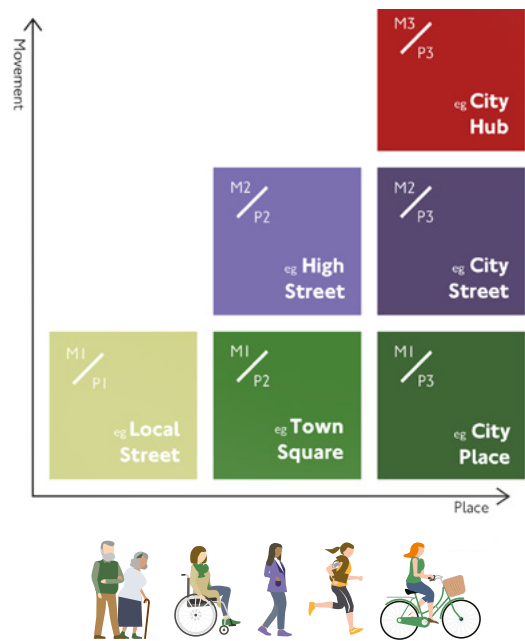 Movement
M3
P3
eg City
Hub
M2
P2
eg High
Street
M2
P3
eg City
Street
M1
P1
eg Local
Street
M1
P2
eg Town
Square
M1
P3
eg City
Place
Place